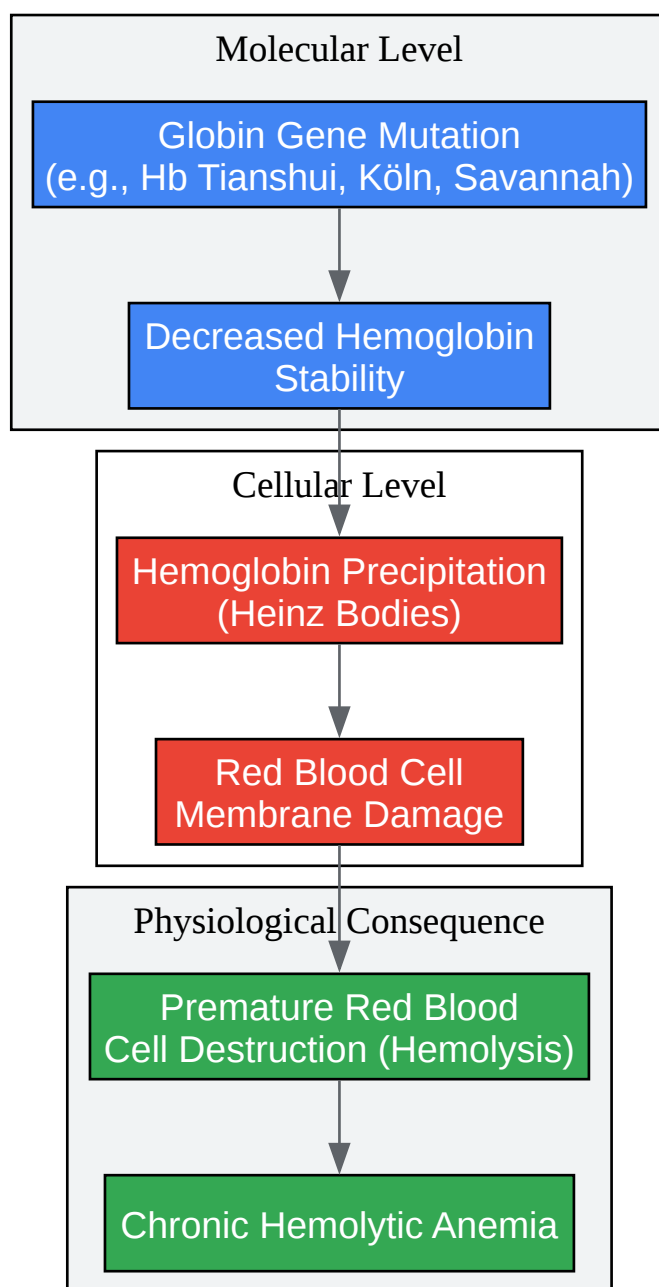 Molecular Level
Globin Gene Mutation
(e.g., Hb Tianshui, Köln, Savannah)
Decreased Hemoglobin
Stability
Cellular Level
Hemoglobin Precipitation
(Heinz Bodies)
Red Blood Cell
Membrane Damage
Physiological Consequence
Premature Red Blood
Cell Destruction (Hemolysis)
Chronic Hemolytic Anemia